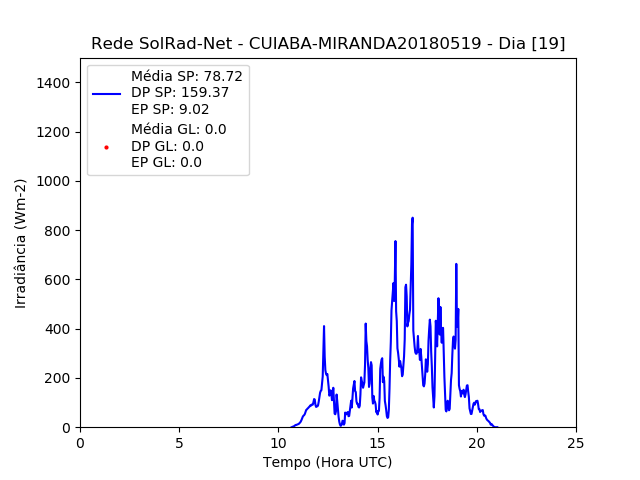 Rede SolRad-Net - CUIABA-MIRANDA20180519 - Dia [19]
Média SP: 78.72
DP SP: 159.37
EP SP: 9.02
Média GL: 0.0
DP GL: 0.0
EP GL: 0.0
1400
1200
1000
800
600
400
200
0
Irradiância (Wm-2)
0 5 10 15 20 25
Tempo (Hora UTC)